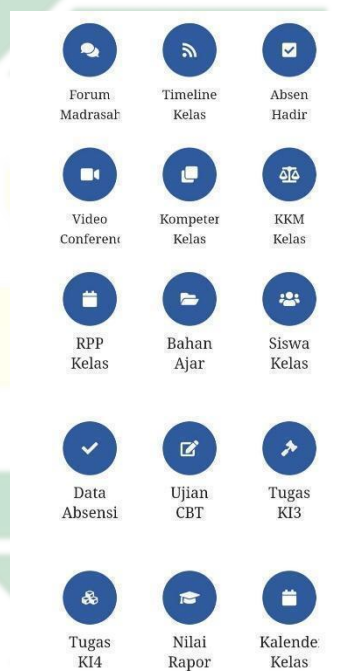 Forum Timeline Absen
Madrasah Kelas Hadir
Video Kompeter KKM
Conferenc Kelas Kelas
RPP Bahan Siswa
Kelas Ajar Kelas
Data Ujian Tugas
Absensi CBT KI3
Tugas Nilai Kalende
KI4 Rapor Kelas